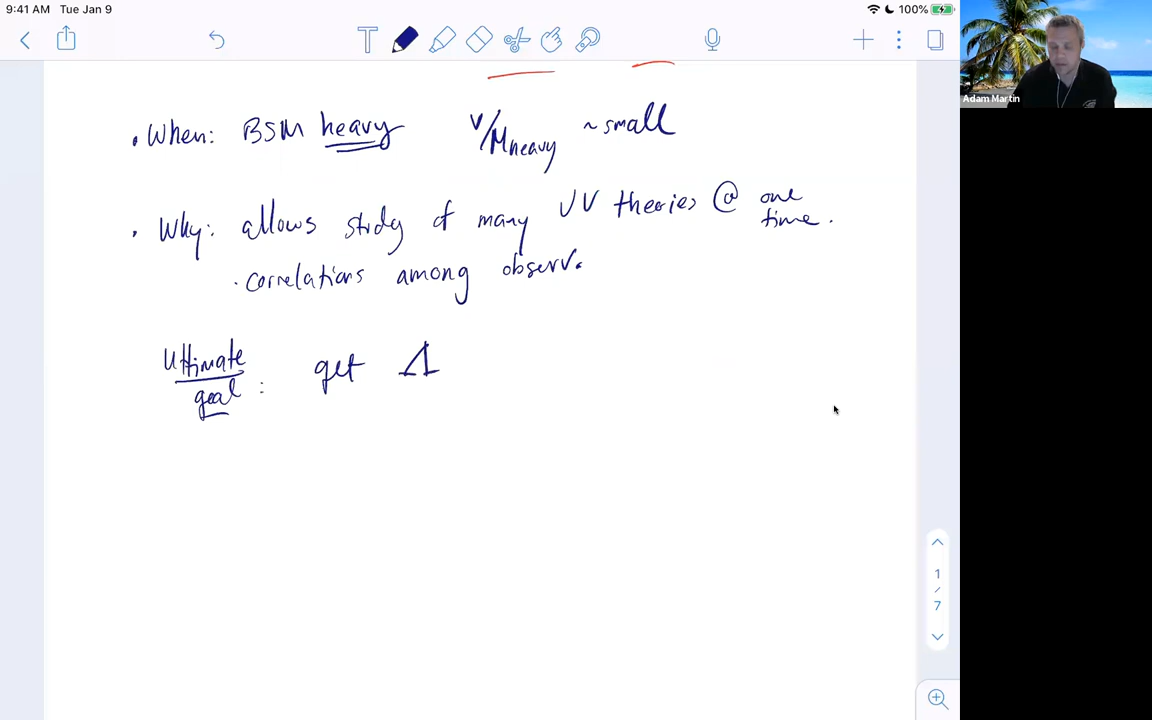 9:41 AM Tue Jan 9
100%
Adam Martin
• When: BSM heavy V/Mheavy ~small
• Why: allows study of many UV theories @ one time.
• correlations among observ.
Ultimate goal: get Λ
1
/
7